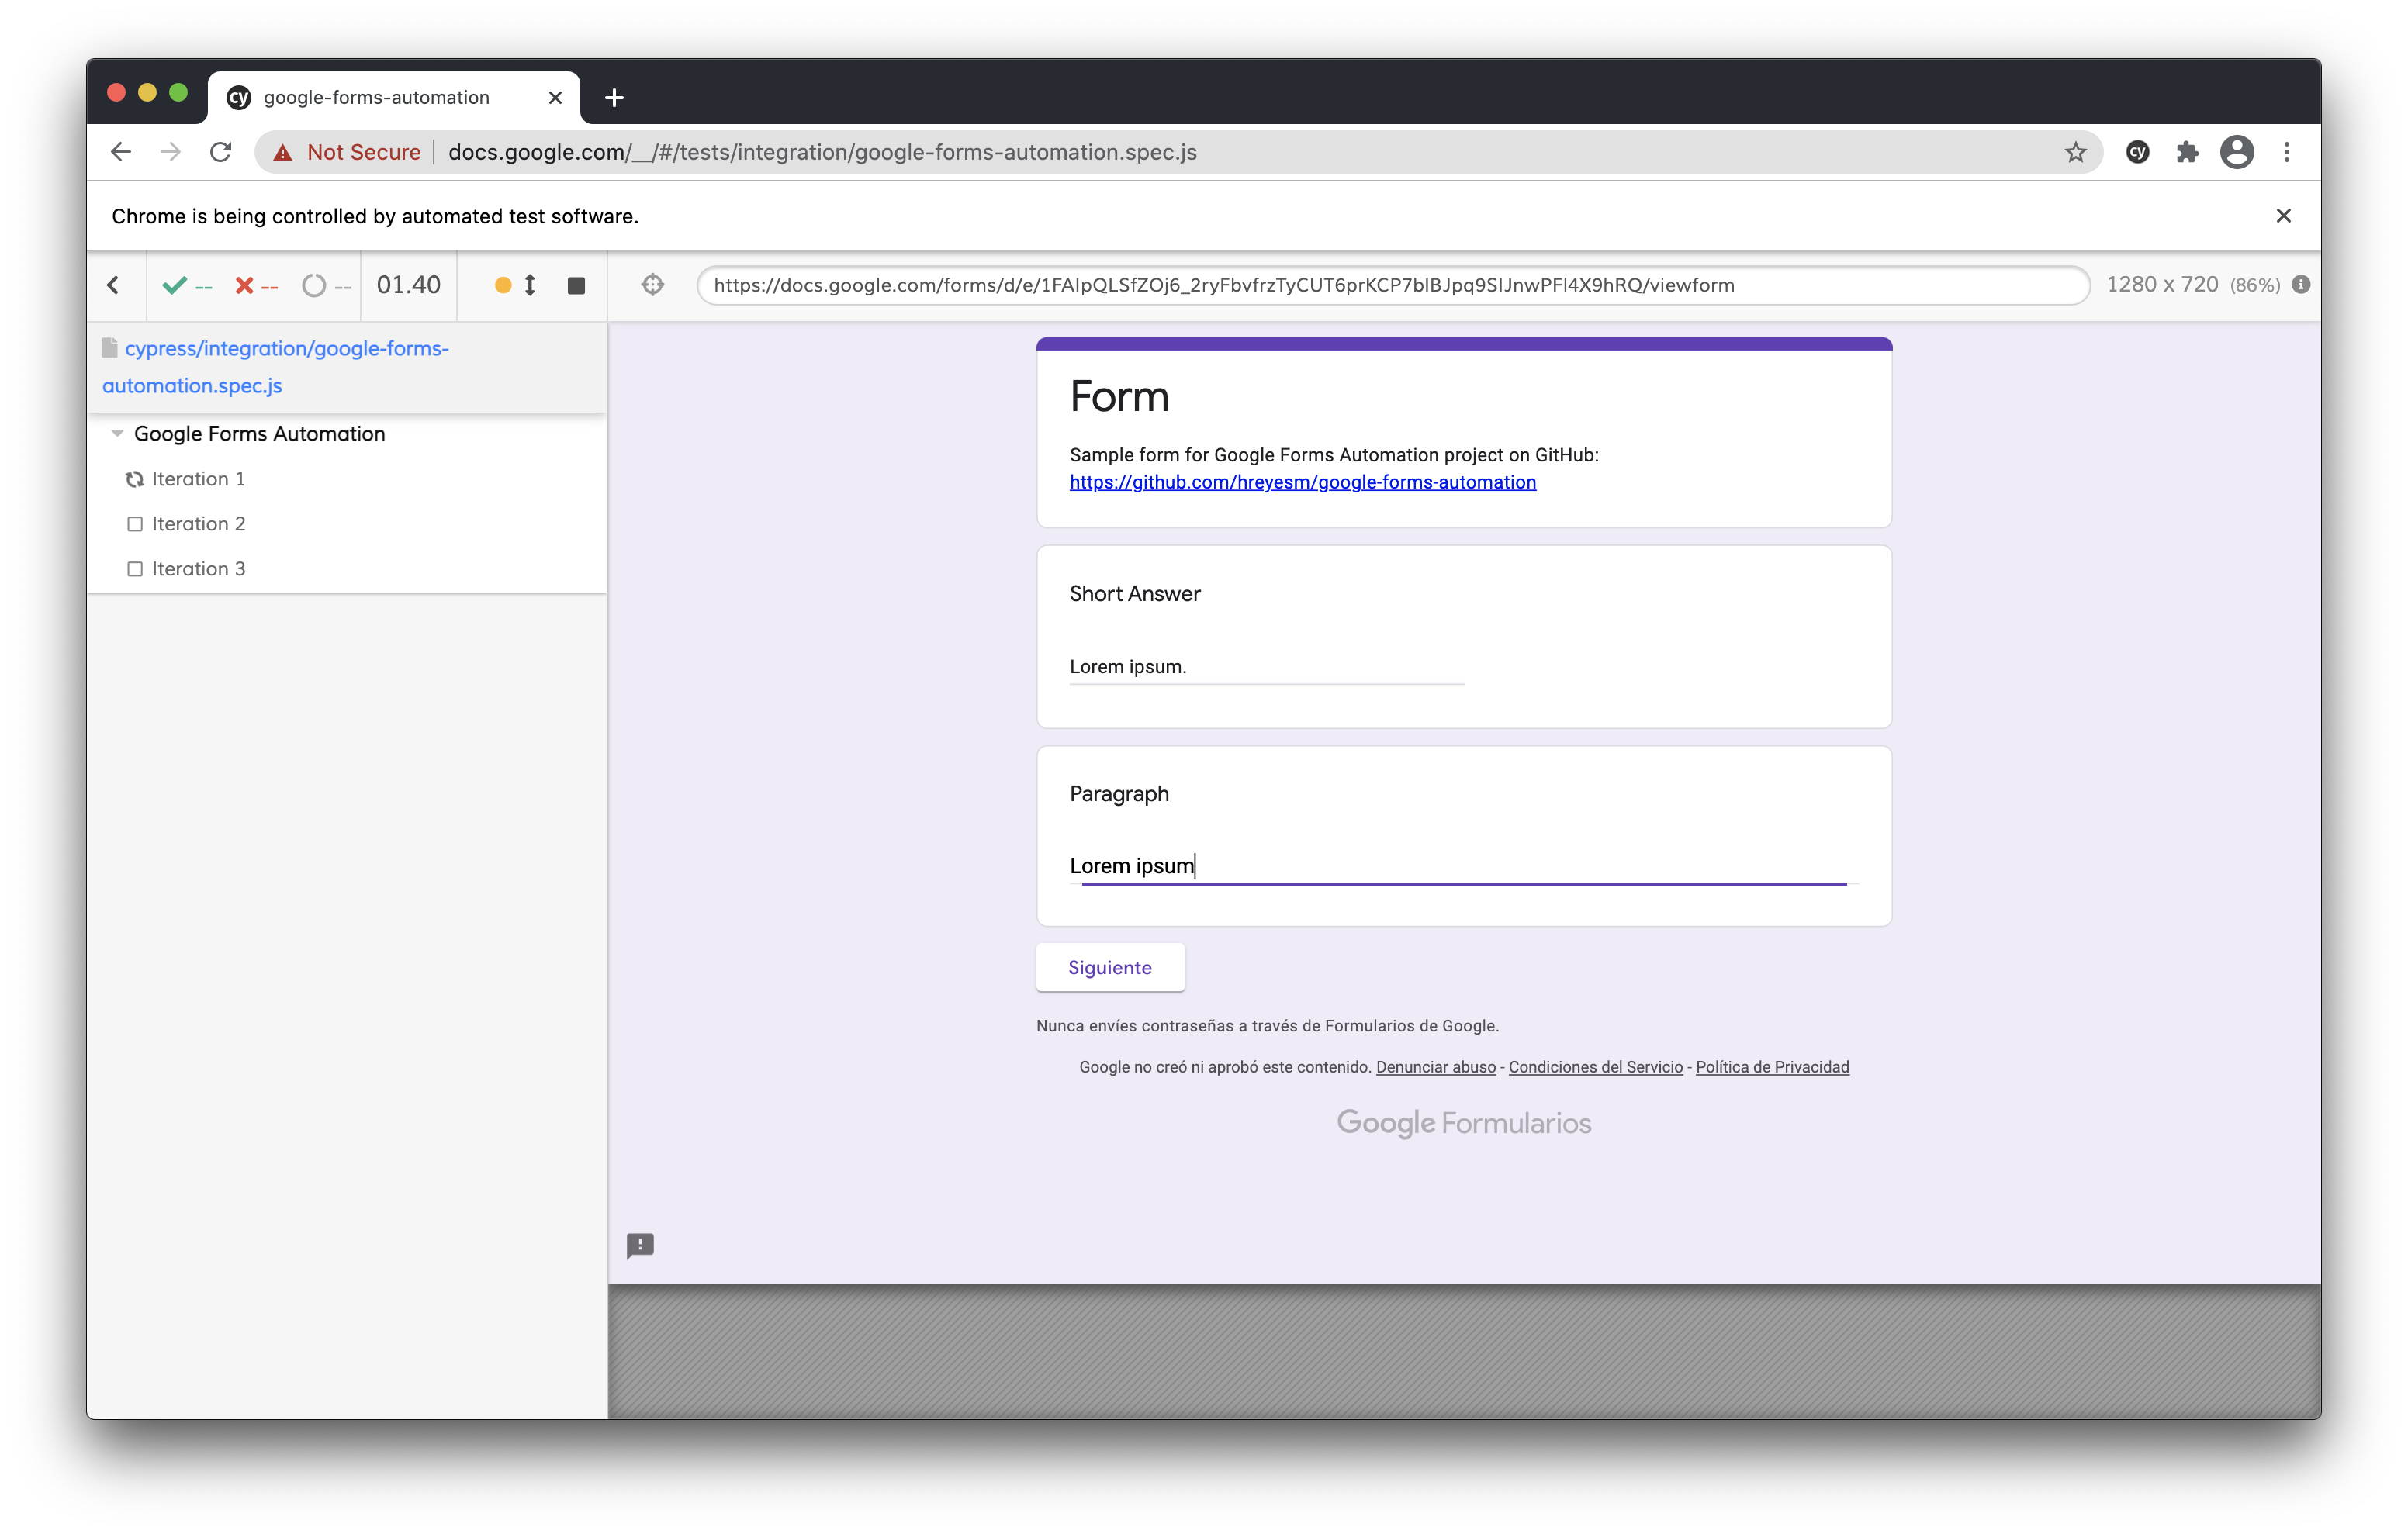 cy google-forms-automation
Not Secure docs.google.com/__/#/tests/integration/google-forms-automation.spec.js cy
Chrome is being controlled by automated test software.
-- -- -- 01.40 https://docs.google.com/forms/d/e/1FAIpQLSfZOj6_2ryFbvfrzTyCUT6prKCP7blBJpq9SIJnwPFl4X9hRQ/viewform 1280 x 720 (86%)
cypress/integration/google-forms-
automation.spec.js
Google Forms Automation
Iteration 1
Iteration 2
Iteration 3
Form
Sample form for Google Forms Automation project on GitHub:
https://github.com/hreyesm/google-forms-automation
Short Answer
Lorem ipsum.
Paragraph
Lorem ipsum
Siguiente
Nunca envíes contraseñas a través de Formularios de Google.
Google no creó ni aprobó este contenido. Denunciar abuso - Condiciones del Servicio - Política de Privacidad
Google Formularios